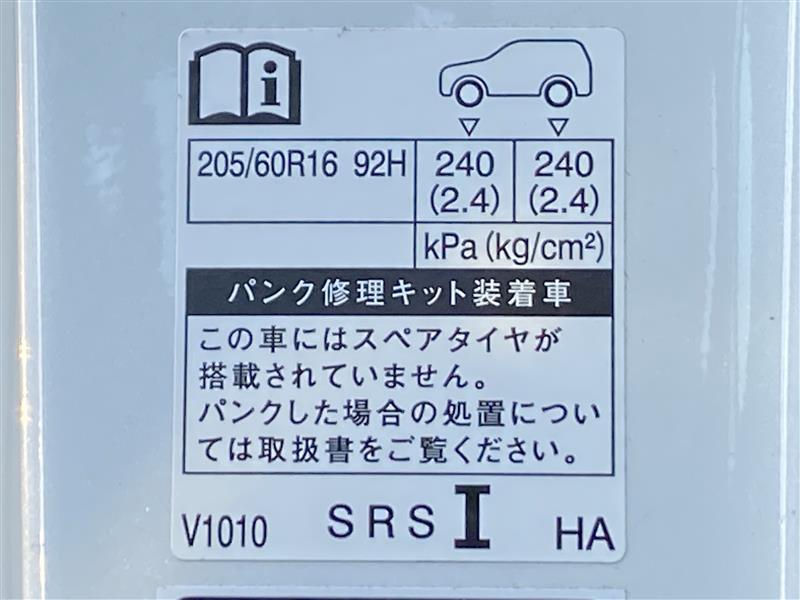 i
205/60R16 92H 240 240
(2.4) (2.4)
kPa (kg/cm²)
パンク修理キット装着車
この車にはスペアタイヤが
搭載されていません。
パンクした場合の処置につい
ては取扱書をご覧ください。
V1010 SRS I HA